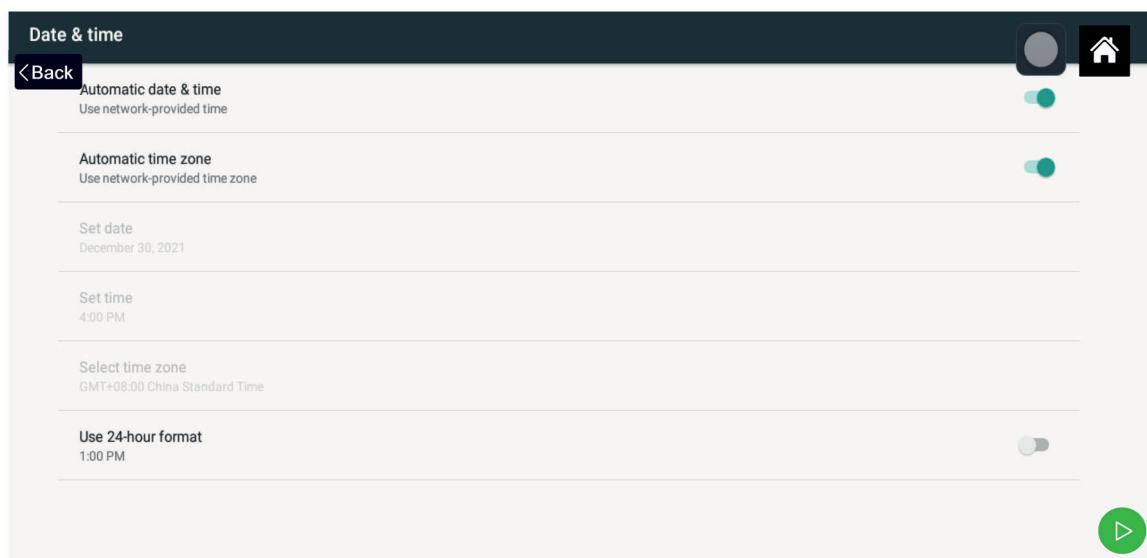 Date & time
<Back
Automatic date & time
Use network-provided time
Automatic time zone
Use network-provided time zone
Set date
December 30, 2021
Set time
4:00 PM
Select time zone
GMT+08:00 China Standard Time
Use 24-hour format
1:00 PM